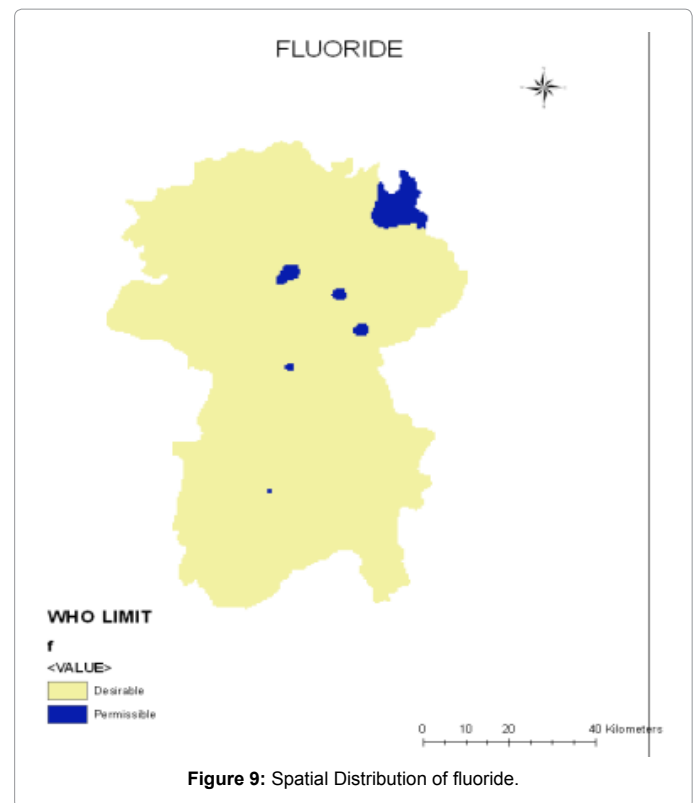 FLUORIDE
WHO LIMIT
f
<VALUE>
Desirable
Permissible
0 10 20 40 Kilometers
Figure 9: Spatial Distribution of fluoride.